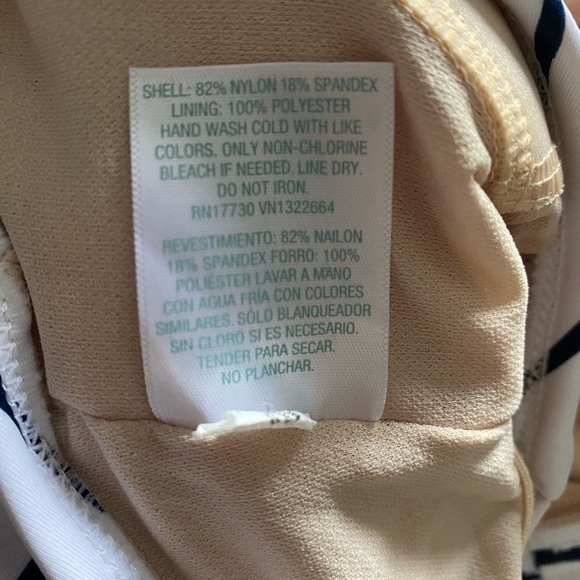 SHELL: 82% NYLON 18% SPANDEX
LINING: 100% POLYESTER
HAND WASH COLD WITH LIKE
COLORS. ONLY NON-CHLORINE
BLEACH IF NEEDED. LINE DRY.
DO NOT IRON.
RN17730 VN1322664
REVESTIMIENTO: 82% NAILON
18% SPANDEX FORRO: 100%
POLIÉSTER LAVAR A MANO
CON AGUA FRÍA CON COLORES
SIMILARES. SÓLO BLANQUEADOR
SIN CLORO SI ES NECESARIO.
TENDER PARA SECAR.
NO PLANCHAR.